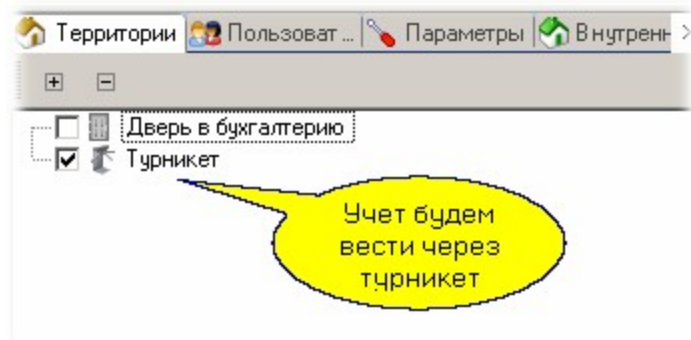 Территории Пользоват ... Параметры Внутренн
Дверь в бухгалтерию
Турникет
Учет будем
вести через
турникет